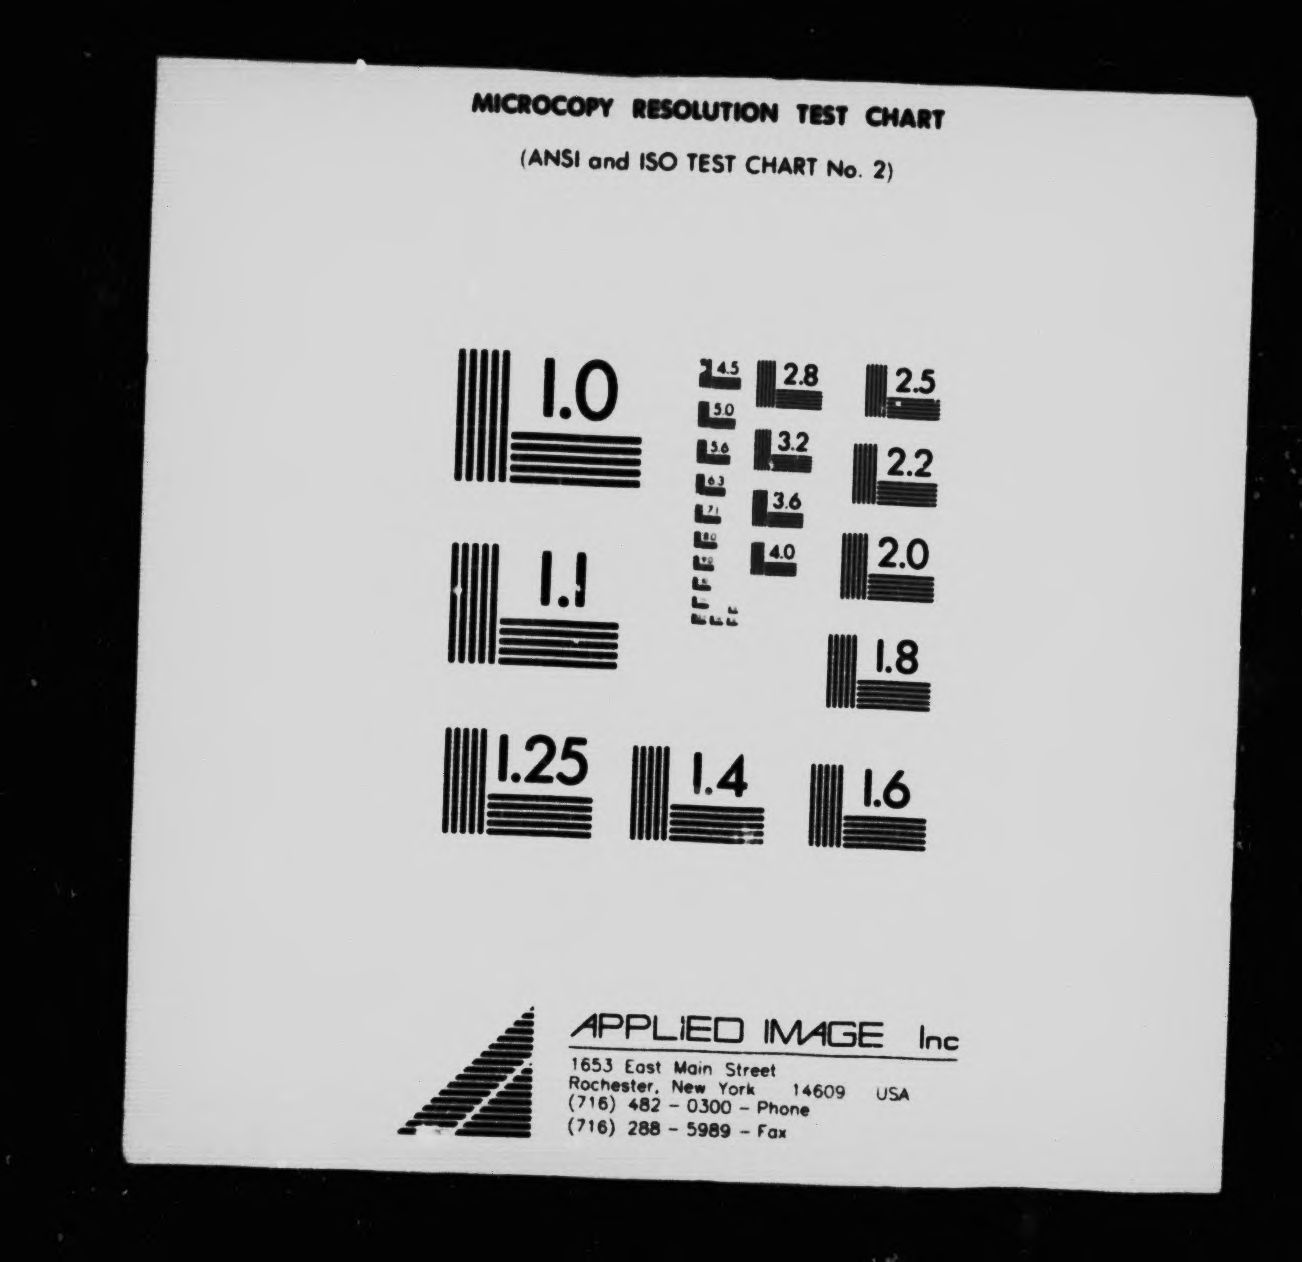 MICROCOPY RESOLUTION TEST CHART
(ANSI and ISO TEST CHART No. 2)
1.0
4.5
2.8
2.5
5.0
3.2
2.2
5.6
6.3
3.6
7.1
8.0
4.0
2.0
9.0
1.1
1.8
1.25
1.4
1.6
APPLIED IMAGE Inc
1653 East Main Street
Rochester, New York 14609 USA
(716) 482 - 0300 - Phone
(716) 288 - 5989 - Fax